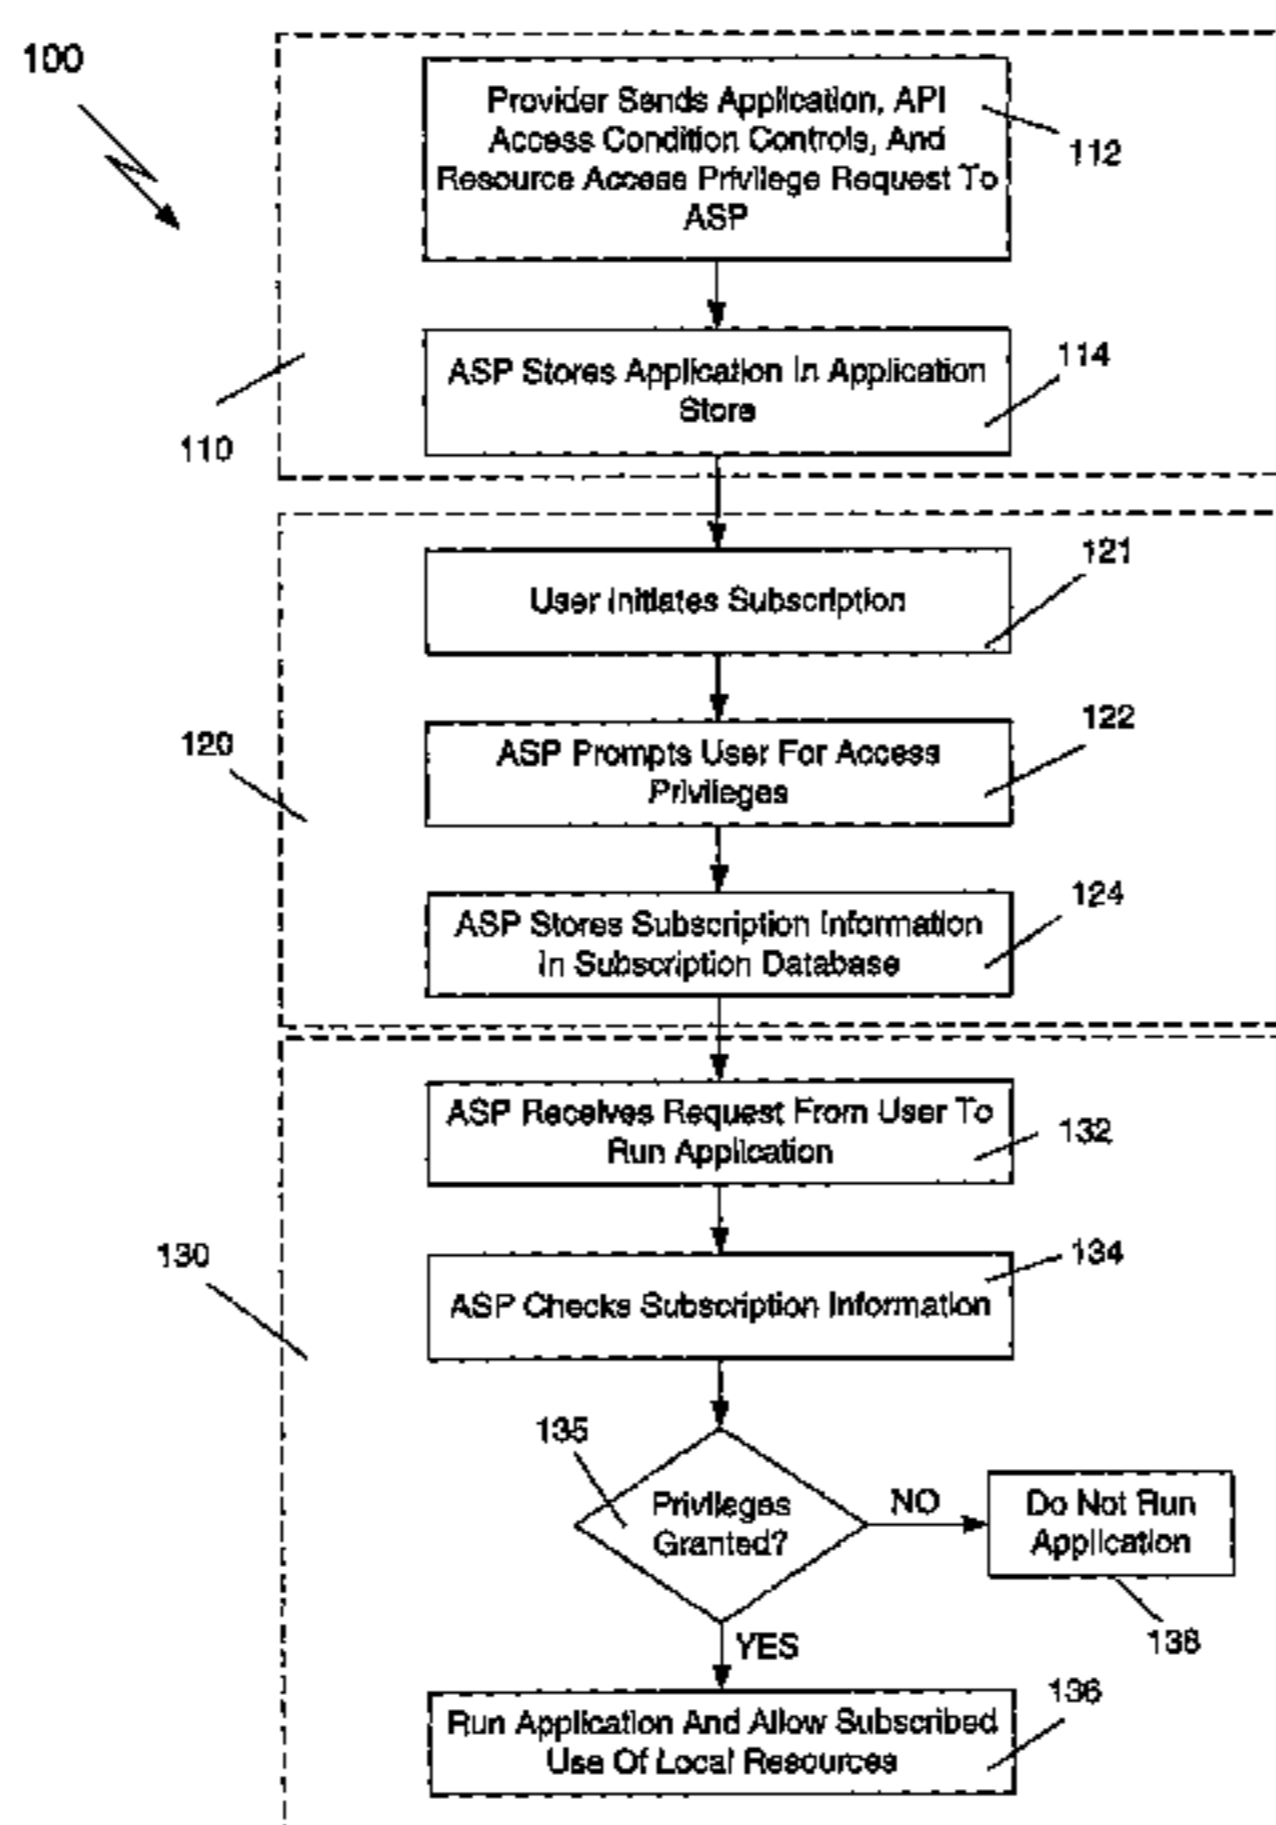 100
Provider Sends Application, API
Access Condition Controls, And
Resource Access Privilege Request To
ASP
112
ASP Stores Application In Application
Store
114
110
User Initiates Subscription
121
ASP Prompts User For Access
Privileges
122
120
ASP Stores Subscription Information
In Subscription Database
124
ASP Receives Request From User To
Run Application
132
130
ASP Checks Subscription Information
134
135
Privileges
Granted?
NO
Do Not Run
Application
138
YES
Run Application And Allow Subscribed
Use Of Local Resources
136